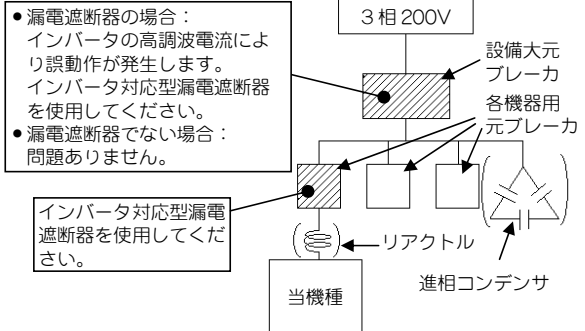 ●漏電遮断器の場合：
インバータの高調波電流によ
り誤動作が発生します。
インバータ対応型漏電遮断器
を使用してください。
●漏電遮断器でない場合：
問題ありません。
3相200V
設備大元
ブレーカ
各機器用
元ブレーカ
インバータ対応型漏電
遮断器を使用してくだ
さい。
リアクトル
進相コンデンサ
当機種